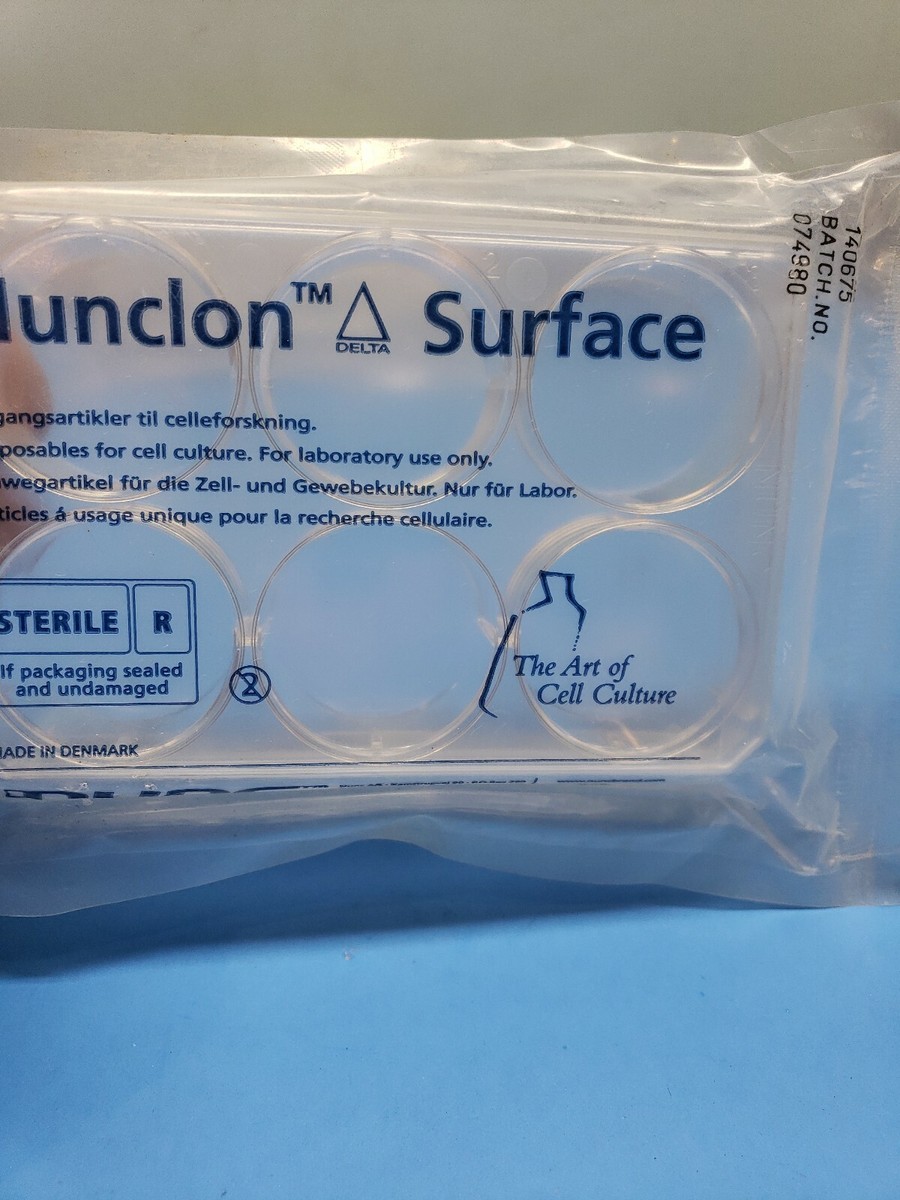 lunclon™ Δ Surface
DELTA
gangsartikler til celleforskning.
posables for cell culture. For laboratory use only.
wegartikel für die Zell- und Gewebekultur. Nur für Labor.
ticles á usage unique pour la recherche cellulaire.
STERILE R
If packaging sealed
and undamaged
2
The Art of
Cell Culture
MADE IN DENMARK
140675
BATCH.NO.
074980